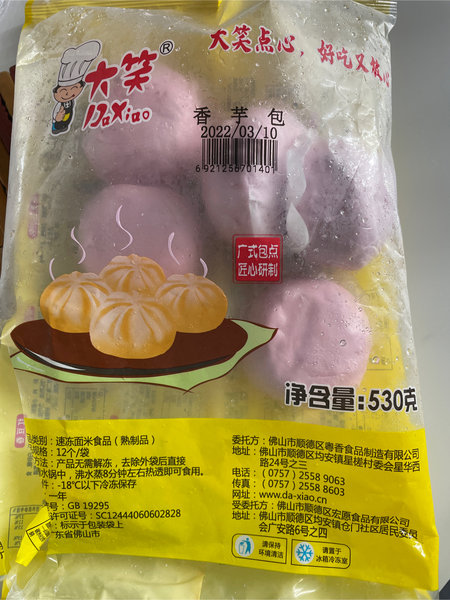 大笑®
DaXiao
大笑点心，好吃又放心
香芋包
2022/03/10
6921256701401
广式包点
匠心研制
净含量:530克
品类别：速冻面米食品（熟制品）
规格：12个/袋
方法：产品无需解冻，去除外袋后直接
水锅中，沸水蒸8分钟左右热透即可食用。
件：-18℃以下冷冻保存
：一年
号：GB 19295
许可证号：SC12444060602828
：标示于包装袋上
东省佛山市
委托方：佛山市顺德区粤香食品制造有限公司
地址：佛山市顺德区均安镇星槎村委会星华西
路24号之三
电话：（0757）2558 9063
传真：（0757）2558 8603
网址：www.da-xiao.cn
受委托方：佛山市顺德区宏愿食品有限公司
地址：佛山市顺德区均安镇仓门社区居民委员
会广安路6号之四
请保持
环境清洁
请置于
冰箱冷冻室